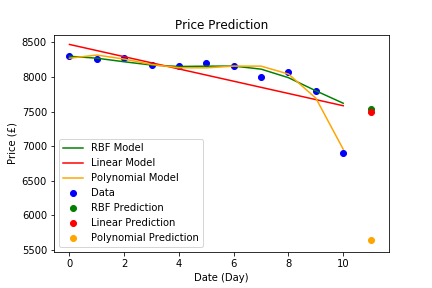 Price Prediction
8500
8000
7500
7000
6500
6000
5500
Price (£)
RBF Model
Linear Model
Polynomial Model
Data
RBF Prediction
Linear Prediction
Polynomial Prediction
0 2 4 6 8 10
Date (Day)